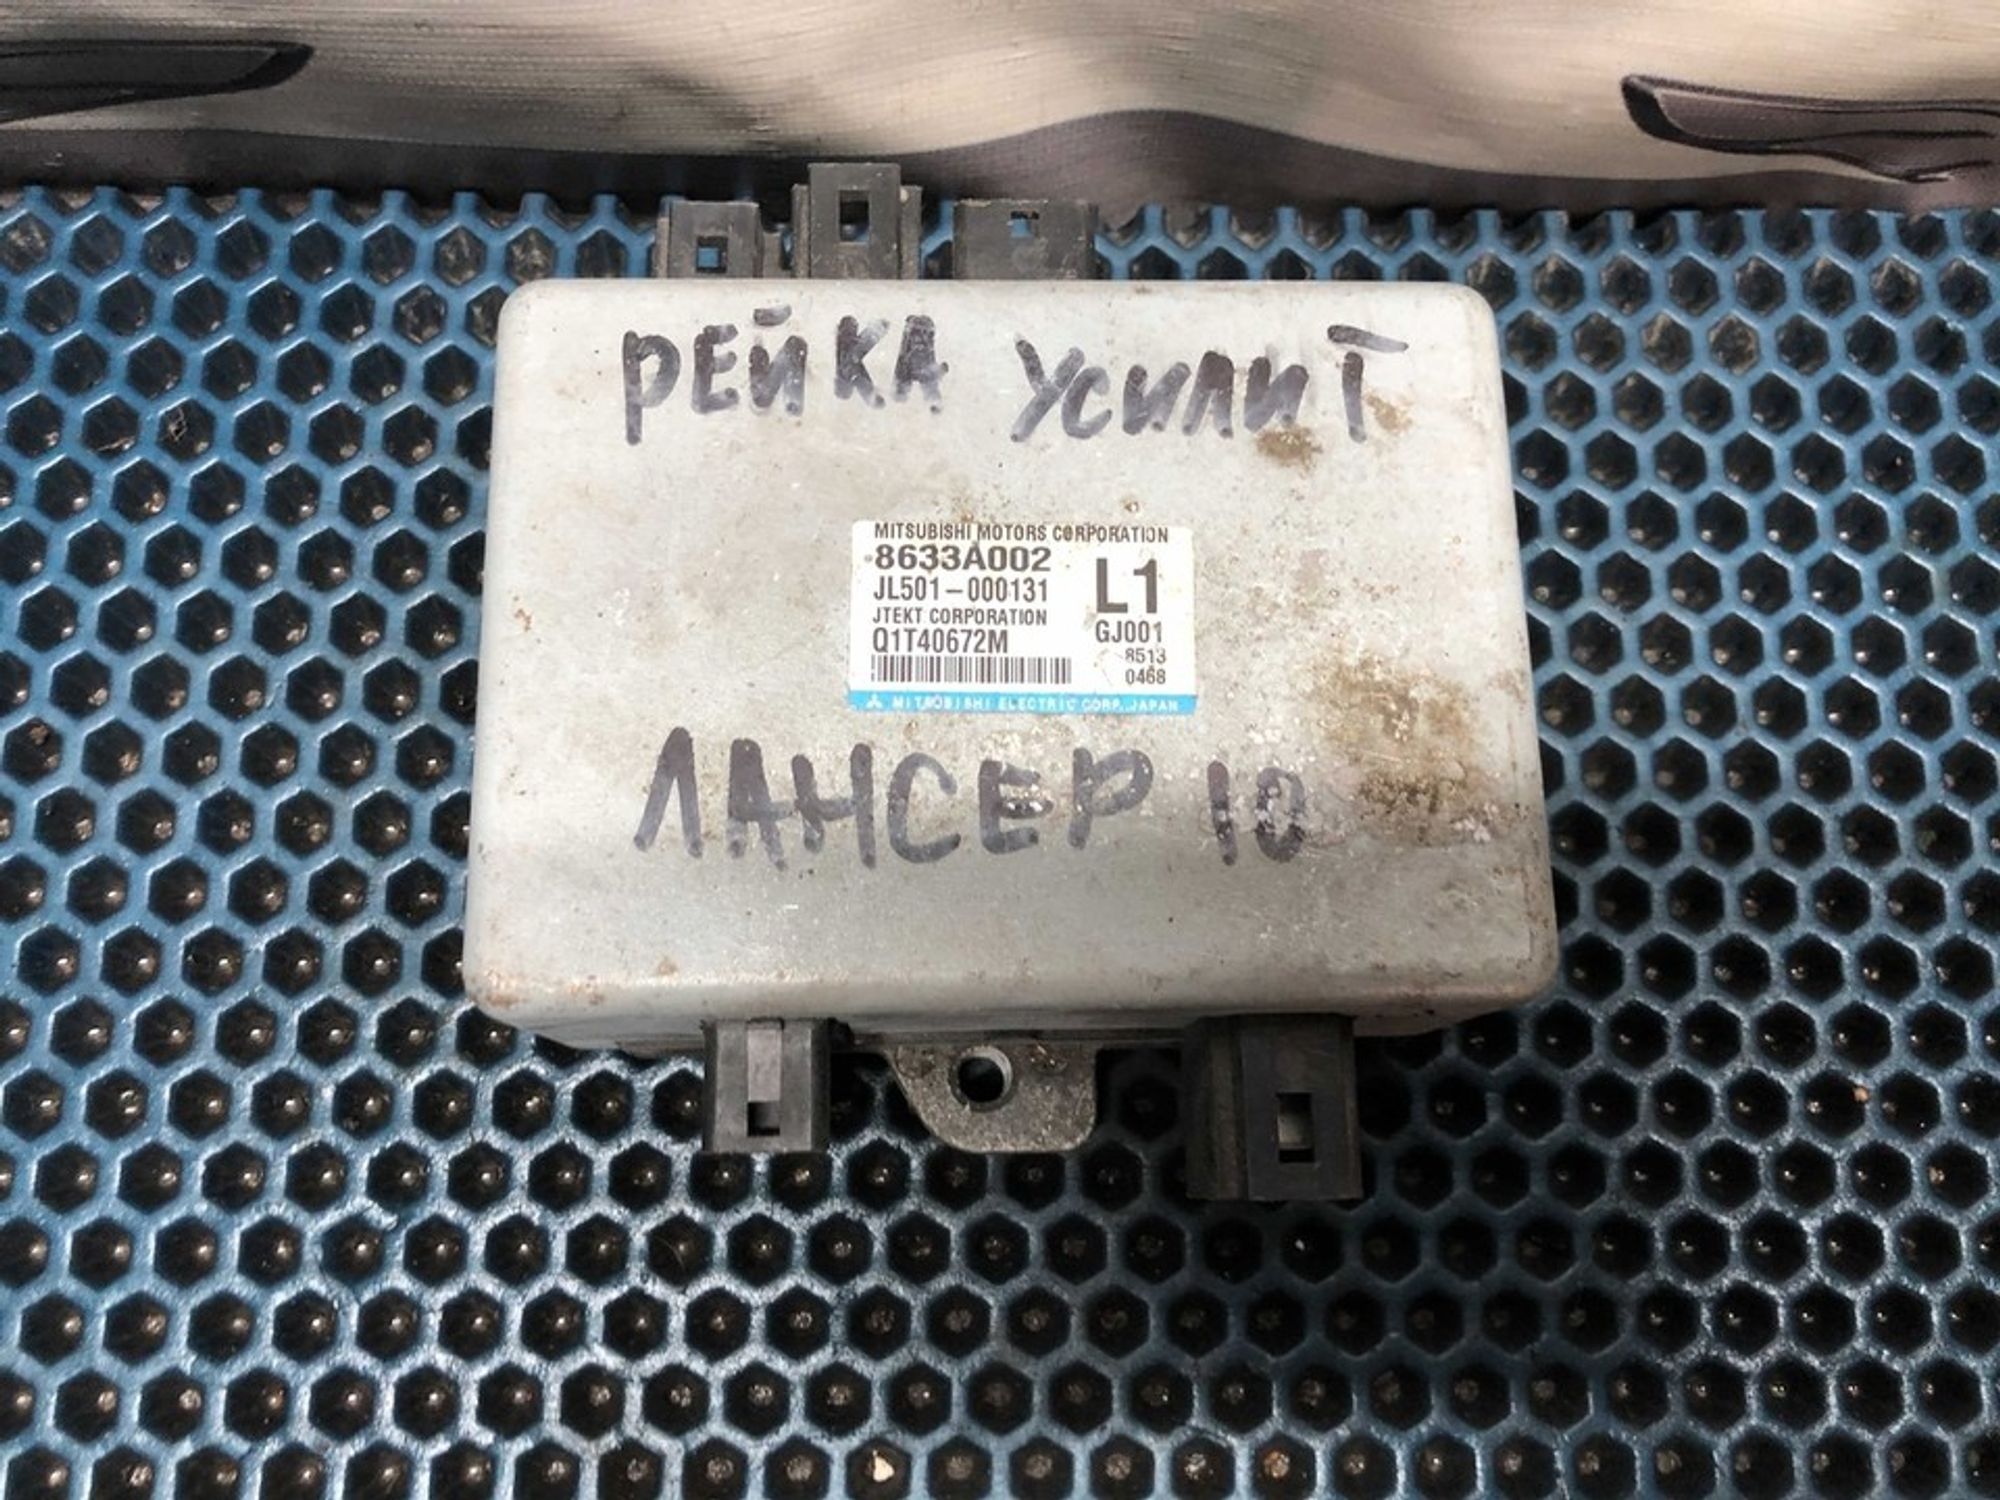 РЕЙКА УСИЛИТ
MITSUBISHI MOTORS CORPORATION
8633A002
JL501-000131
L1
JTEKT CORPORATION
Q1T40672M
GJ001
8513
0468
MITSUBISHI ELECTRIC CORP. JAPAN
ЛАНСЕР 10